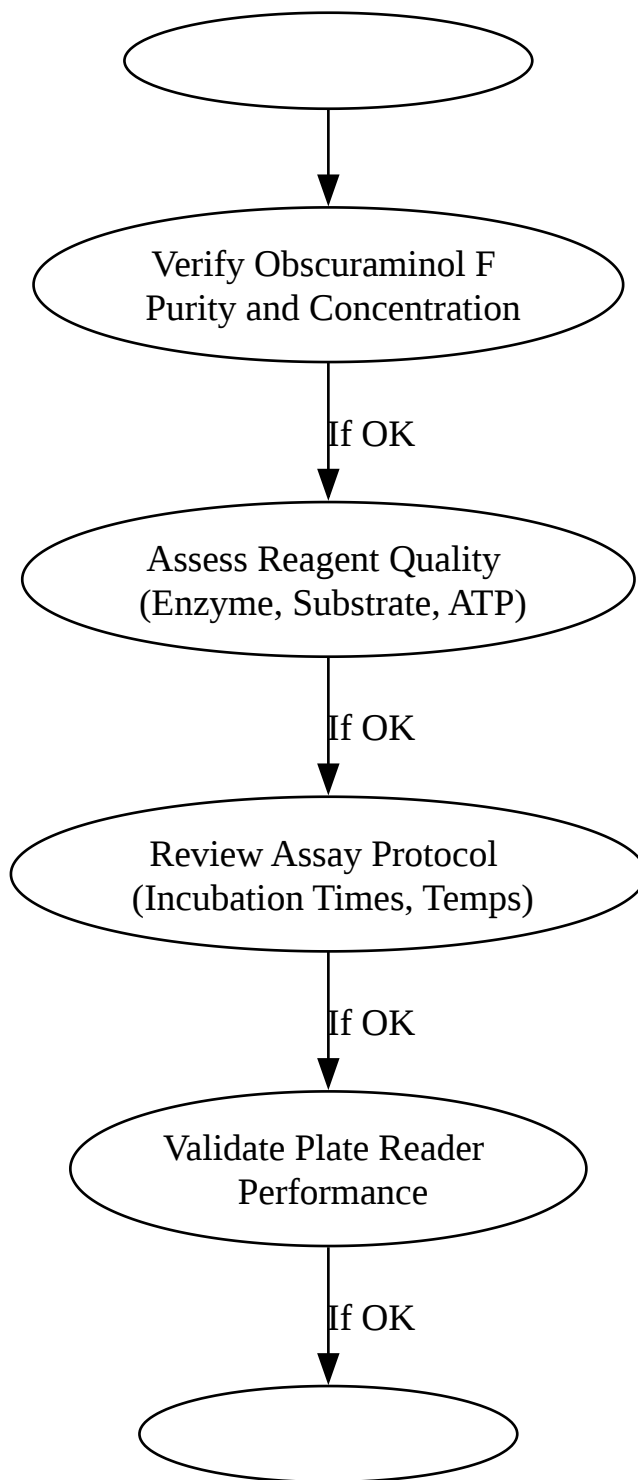 Verify Obscuraminol F
Purity and Concentration
If OK
Assess Reagent Quality
(Enzyme, Substrate, ATP)
If OK
Review Assay Protocol
(Incubation Times, Temps)
If OK
Validate Plate Reader
Performance
If OK